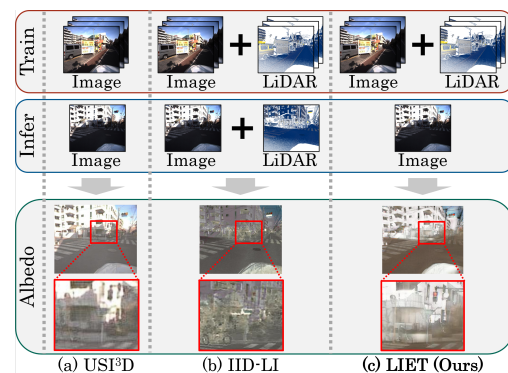 Train
Image
Image
+
LiDAR
Image
+
LiDAR
Infer
Image
Image
+
LiDAR
Image
Albedo
(a) USI³D
(b) IID-LI
(c) LIET (Ours)